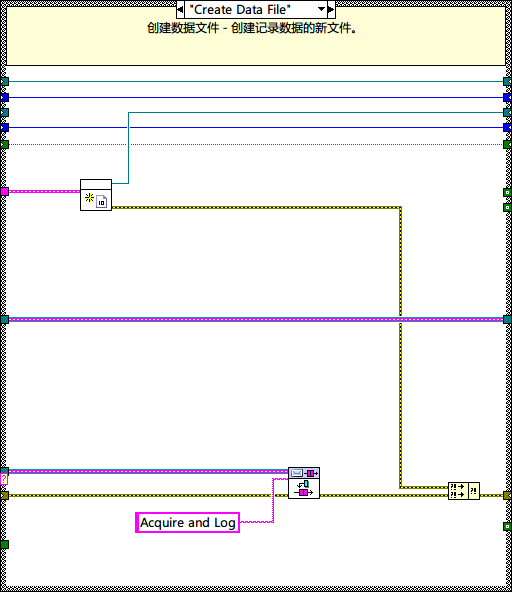 "Create Data File"
创建数据文件 - 创建记录数据的新文件。
Acquire and Log